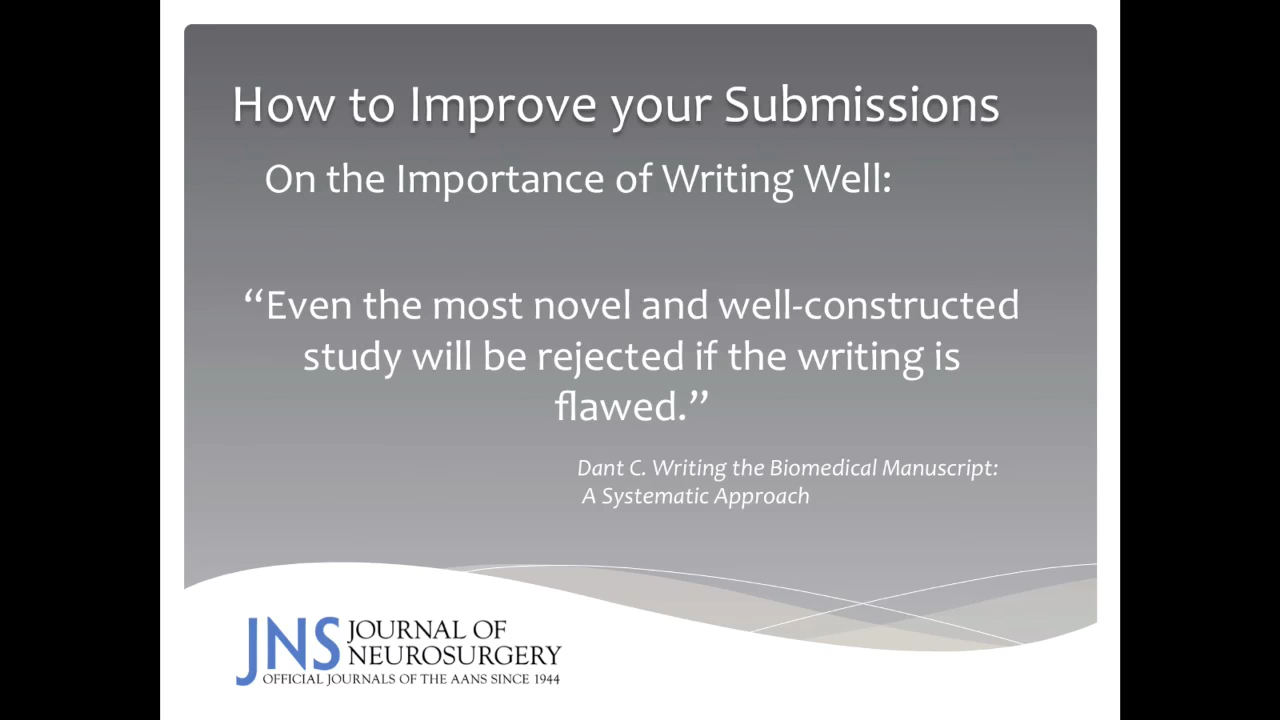 How to Improve your Submissions
On the Importance of Writing Well:
“Even the most novel and well-constructed
study will be rejected if the writing is
flawed.”
Dant C. Writing the Biomedical Manuscript:
A Systematic Approach
JNS JOURNAL OF
NEUROSURGERY
OFFICIAL JOURNALS OF THE AANS SINCE 1944